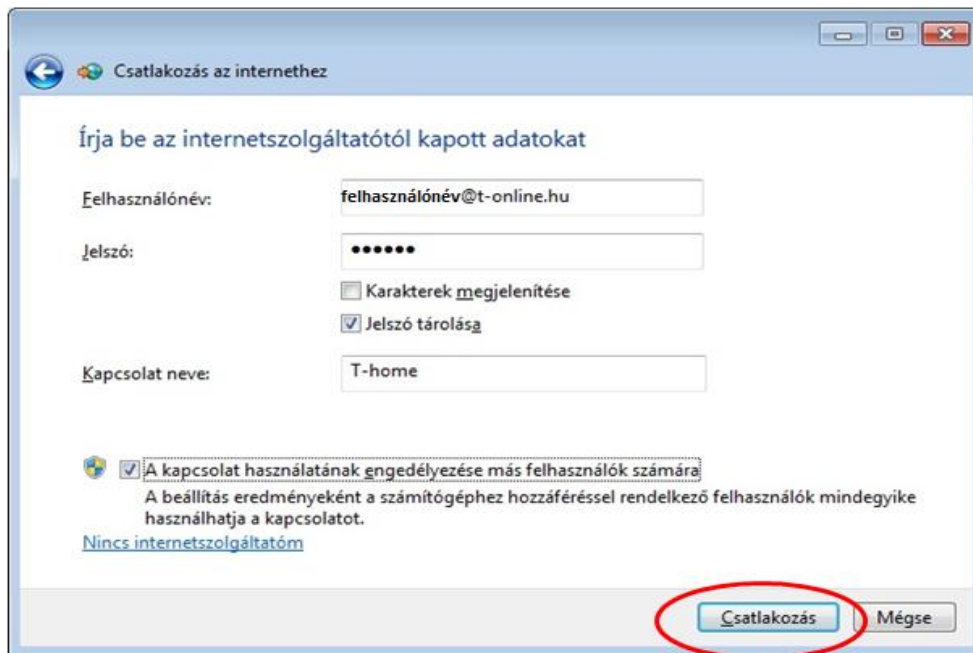 Csatlakozás az internethez
Írja be az internetszolgáltatótól kapott adatokat
Felhasználónév: felhasználónév@t-online.hu
Jelszó: ••••••
Karakterek megjelenítése
Jelszó tárolása
Kapcsolat neve: T-home
A kapcsolat használatának engedélyezése más felhasználók számára
A beállítás eredményeként a számítógéphez hozzáféréssel rendelkező felhasználók mindegyike
használhatja a kapcsolatot.
Nincs internetszolgáltatóm
Csatlakozás Mégse